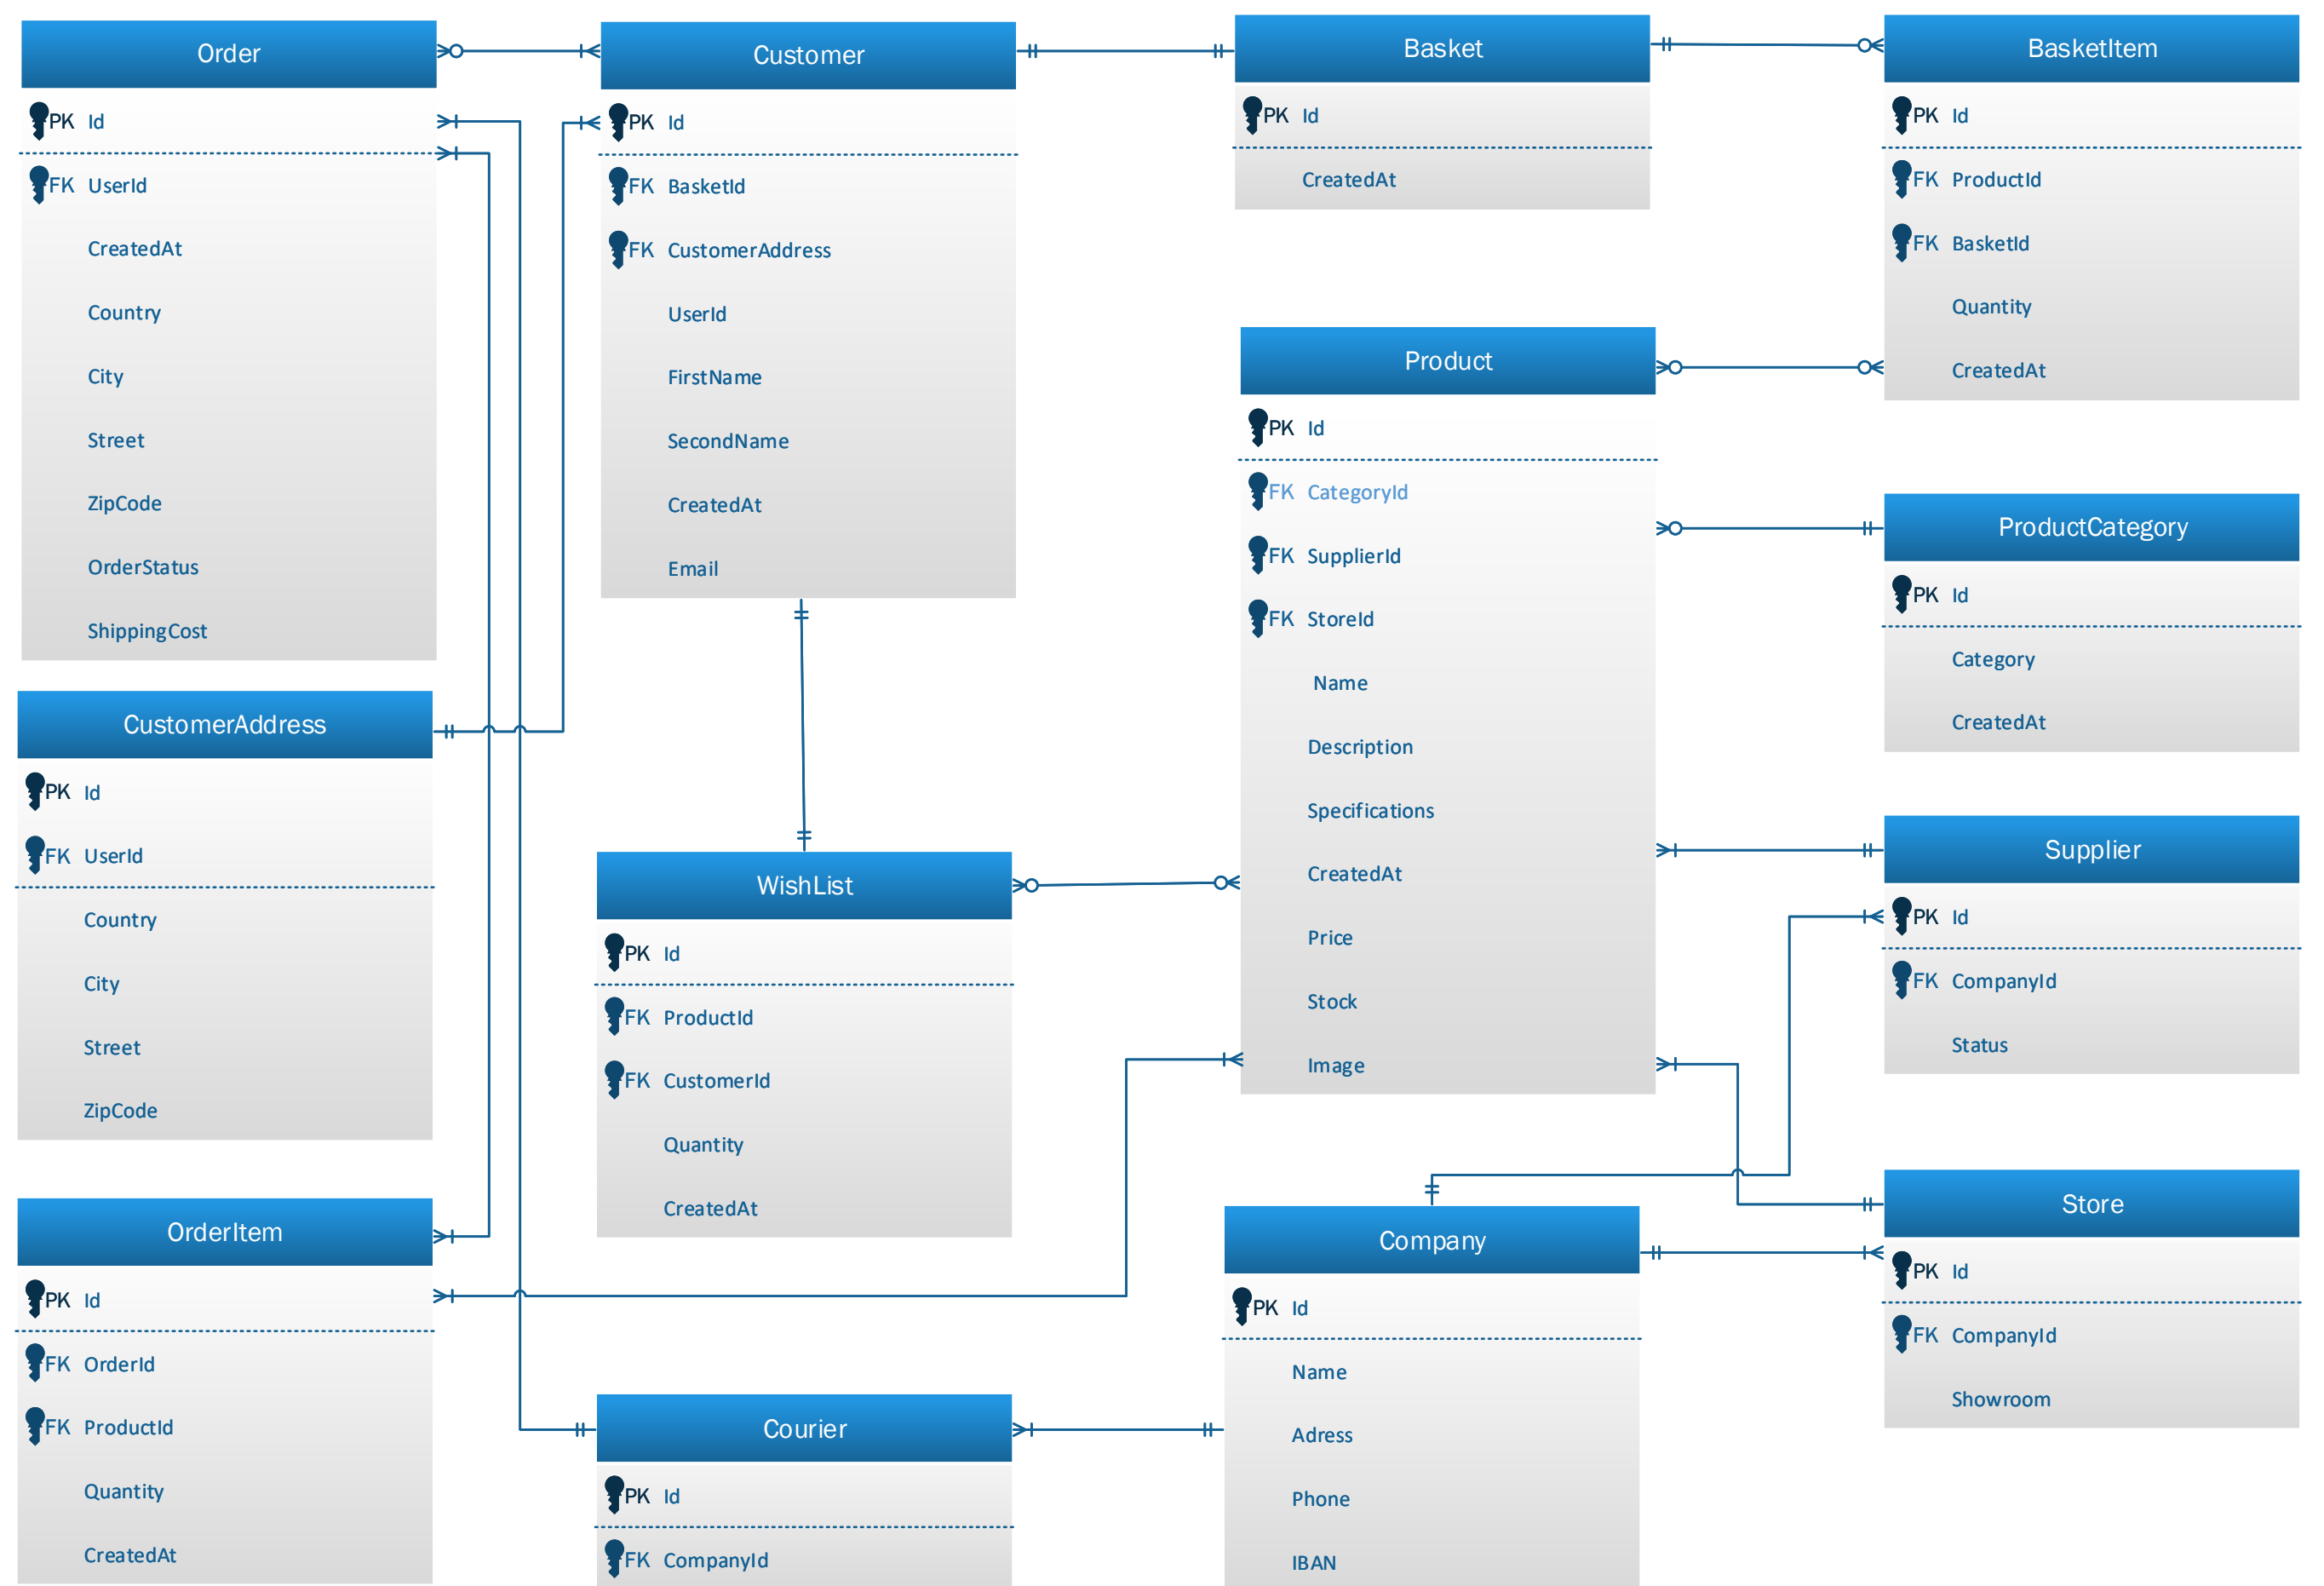 Order
PK Id
FK UserId
CreatedAt
Country
City
Street
ZipCode
OrderStatus
ShippingCost
Customer
PK Id
FK BasketId
FK CustomerAddress
UserId
FirstName
SecondName
CreatedAt
Email
Basket
PK Id
CreatedAt
BasketItem
PK Id
FK ProductId
FK BasketId
Quantity
CreatedAt
Product
PK Id
FK CategoryId
FK SupplierId
FK StoreId
Name
Description
Specifications
CreatedAt
Price
Stock
Image
ProductCategory
PK Id
Category
CreatedAt
CustomerAddress
PK Id
FK UserId
Country
City
Street
ZipCode
WishList
PK Id
FK ProductId
FK CustomerId
Quantity
CreatedAt
Supplier
PK Id
FK CompanyId
Status
OrderItem
PK Id
FK OrderId
FK ProductId
Quantity
CreatedAt
Courier
PK Id
FK CompanyId
Company
PK Id
Name
Adress
Phone
IBAN
Store
PK Id
FK CompanyId
Showroom